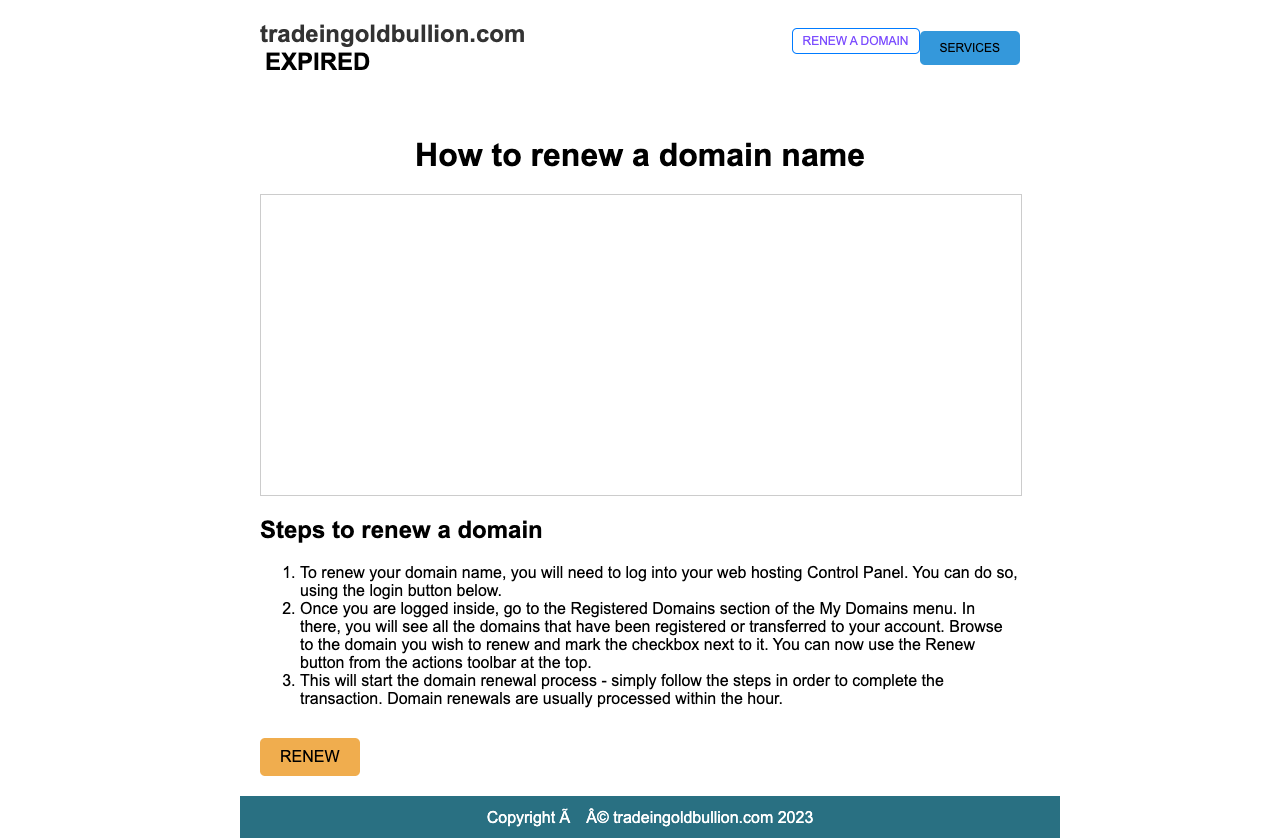 tradeingoldbullion.com
EXPIRED
RENEW A DOMAIN
SERVICES
How to renew a domain name
Steps to renew a domain
1. To renew your domain name, you will need to log into your web hosting Control Panel. You can do so,
using the login button below.
2. Once you are logged inside, go to the Registered Domains section of the My Domains menu. In
there, you will see all the domains that have been registered or transferred to your account. Browse
to the domain you wish to renew and mark the checkbox next to it. You can now use the Renew
button from the actions toolbar at the top.
3. This will start the domain renewal process - simply follow the steps in order to complete the
transaction. Domain renewals are usually processed within the hour.
RENEW
Copyright Ã Â© tradeingoldbullion.com 2023